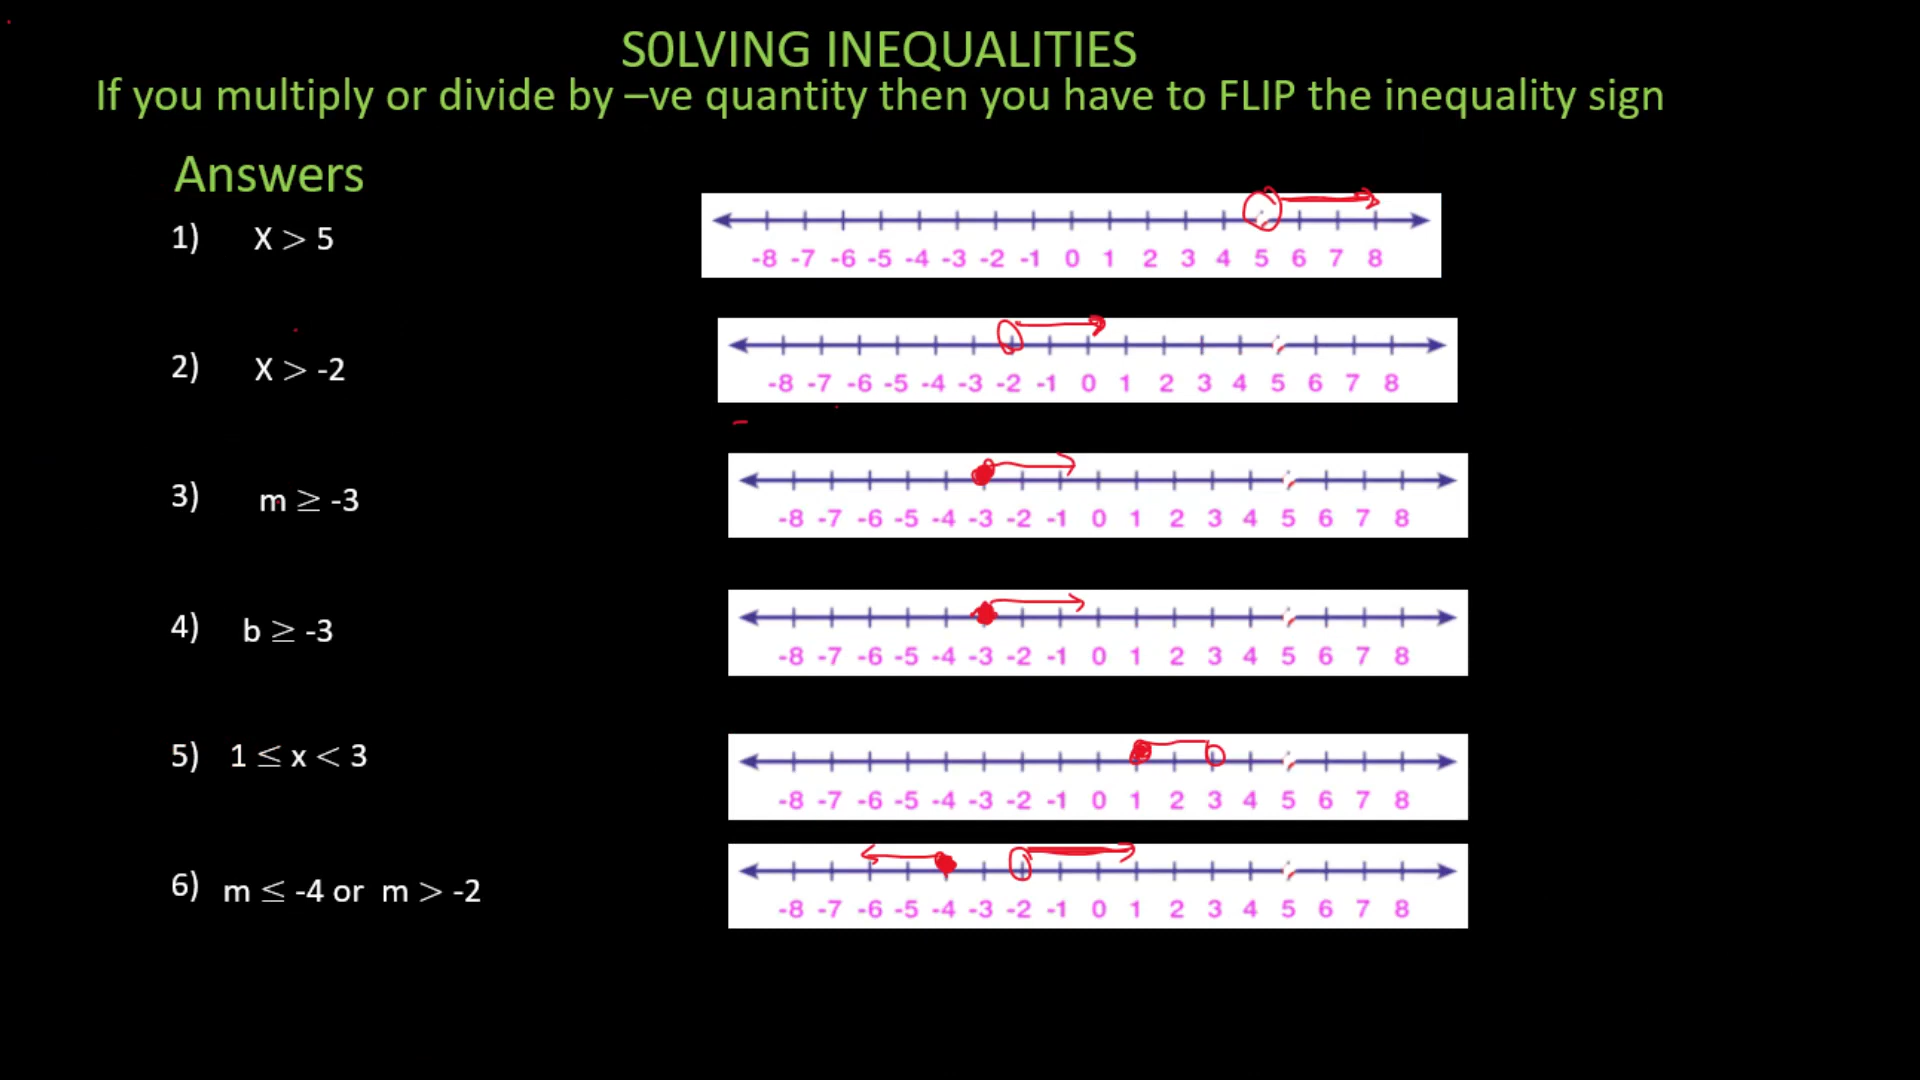 S0LVING INEQUALITIES
If you multiply or divide by –ve quantity then you have to FLIP the inequality sign
Answers
1) X > 5
-8 -7 -6 -5 -4 -3 -2 -1 0 1 2 3 4 5 6 7 8
2) X > -2
-8 -7 -6 -5 -4 -3 -2 -1 0 1 2 3 4 5 6 7 8
3) m ≥ -3
-8 -7 -6 -5 -4 -3 -2 -1 0 1 2 3 4 5 6 7 8
4) b ≥ -3
-8 -7 -6 -5 -4 -3 -2 -1 0 1 2 3 4 5 6 7 8
5) 1 ≤ x < 3
-8 -7 -6 -5 -4 -3 -2 -1 0 1 2 3 4 5 6 7 8
6) m ≤ -4 or m > -2
-8 -7 -6 -5 -4 -3 -2 -1 0 1 2 3 4 5 6 7 8